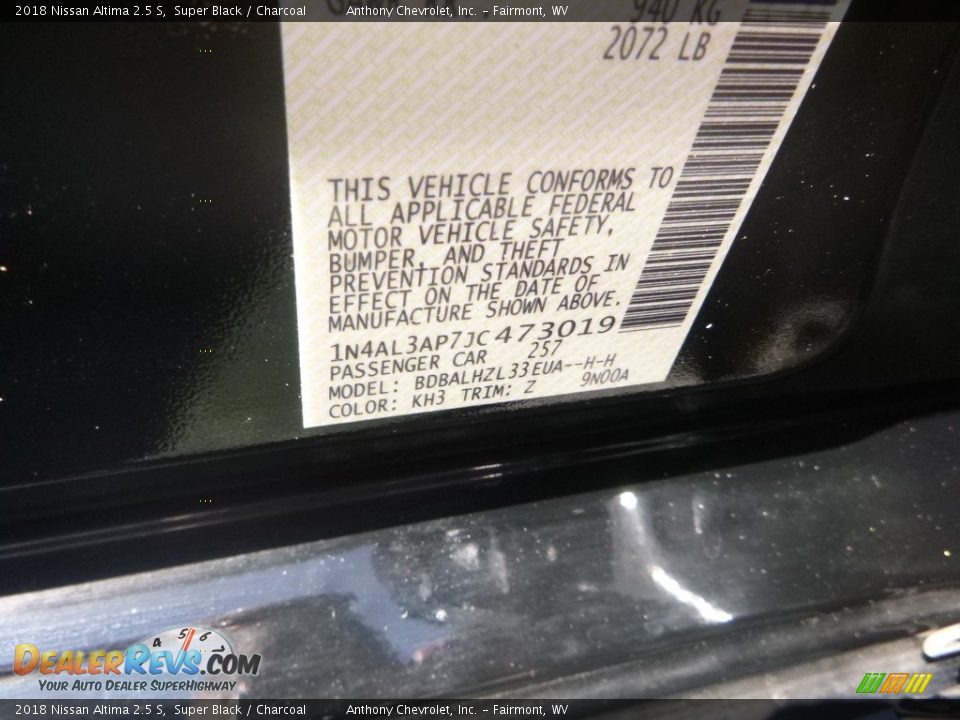 2018 Nissan Altima 2.5 S, Super Black / Charcoal Anthony Chevrolet, Inc. - Fairmont, WV
940 KG
2072 LB
THIS VEHICLE CONFORMS TO
ALL APPLICABLE FEDERAL
MOTOR VEHICLE SAFETY,
BUMPER, AND THEFT
PREVENTION STANDARDS IN
EFFECT ON THE DATE OF
MANUFACTURE SHOWN ABOVE.
1N4AL3AP7JC473019
PASSENGER CAR 257
MODEL: BDBALHZL33EUA--H-H
COLOR: KH3 TRIM: Z 9N00A
4 5 6
DEALERREVS.COM
YOUR AUTO DEALER SUPERHIGHWAY
2018 Nissan Altima 2.5 S, Super Black / Charcoal Anthony Chevrolet, Inc. - Fairmont, WV